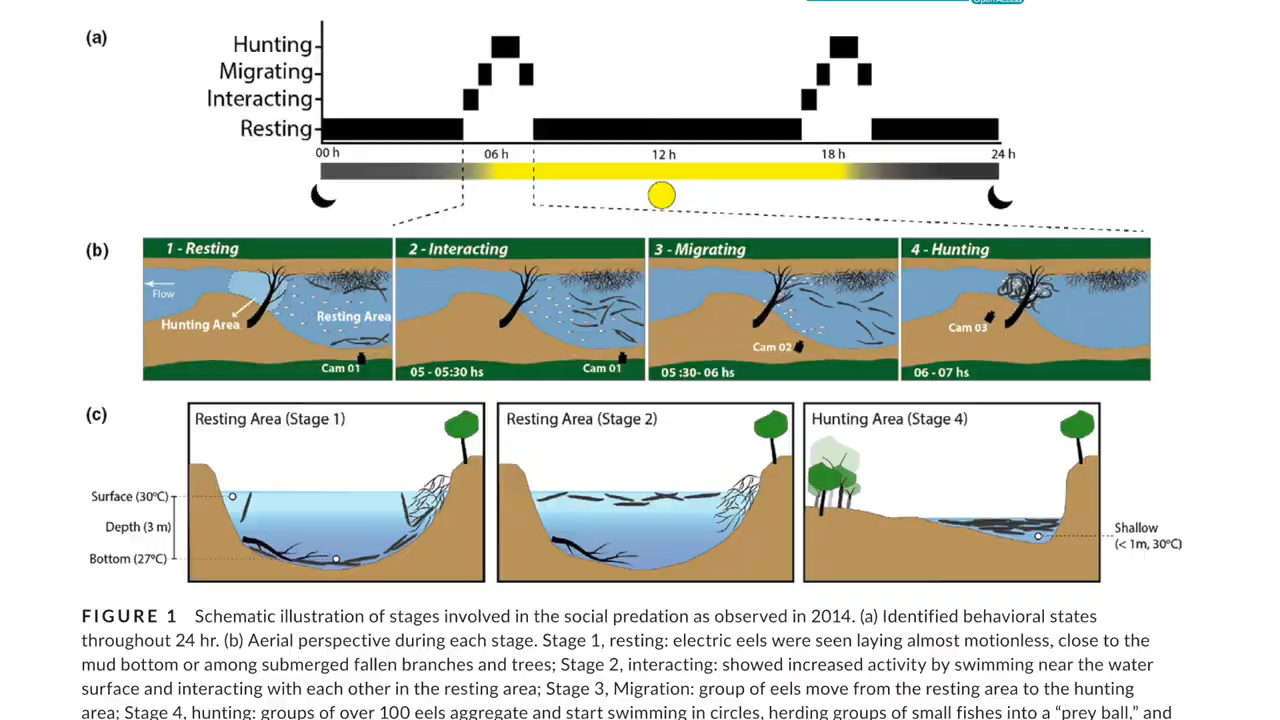 Open Access
(a)
Hunting
Migrating
Interacting
Resting
00 h 06 h 12 h 18 h 24 h
(b)
1 - Resting
Flow
Hunting Area
Resting Area
Cam 01
2 - Interacting
Cam 01
05 - 05:30 hs
3 - Migrating
Cam 02
05 :30- 06 hs
4 - Hunting
Cam 03
06 - 07 hs
(c)
Resting Area (Stage 1)
Surface (30ºC)
Depth (3 m)
Bottom (27ºC)
Resting Area (Stage 2)
Hunting Area (Stage 4)
Shallow
(< 1m, 30ºC)
FIGURE 1 Schematic illustration of stages involved in the social predation as observed in 2014. (a) Identified behavioral states
throughout 24 hr. (b) Aerial perspective during each stage. Stage 1, resting: electric eels were seen laying almost motionless, close to the
mud bottom or among submerged fallen branches and trees; Stage 2, interacting: showed increased activity by swimming near the water
surface and interacting with each other in the resting area; Stage 3, Migration: group of eels move from the resting area to the hunting
area; Stage 4, hunting: groups of over 100 eels aggregate and start swimming in circles, herding groups of small fishes into a “prey ball,” and